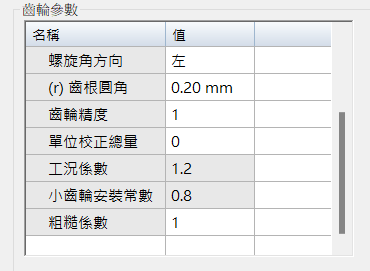 齒輪參數
名稱 值
螺旋角方向 左
(r) 齒根圓角 0.20 mm
齒輪精度 1
單位校正總量 0
工況係數 1.2
小齒輪安裝常數 0.8
粗糙係數 1